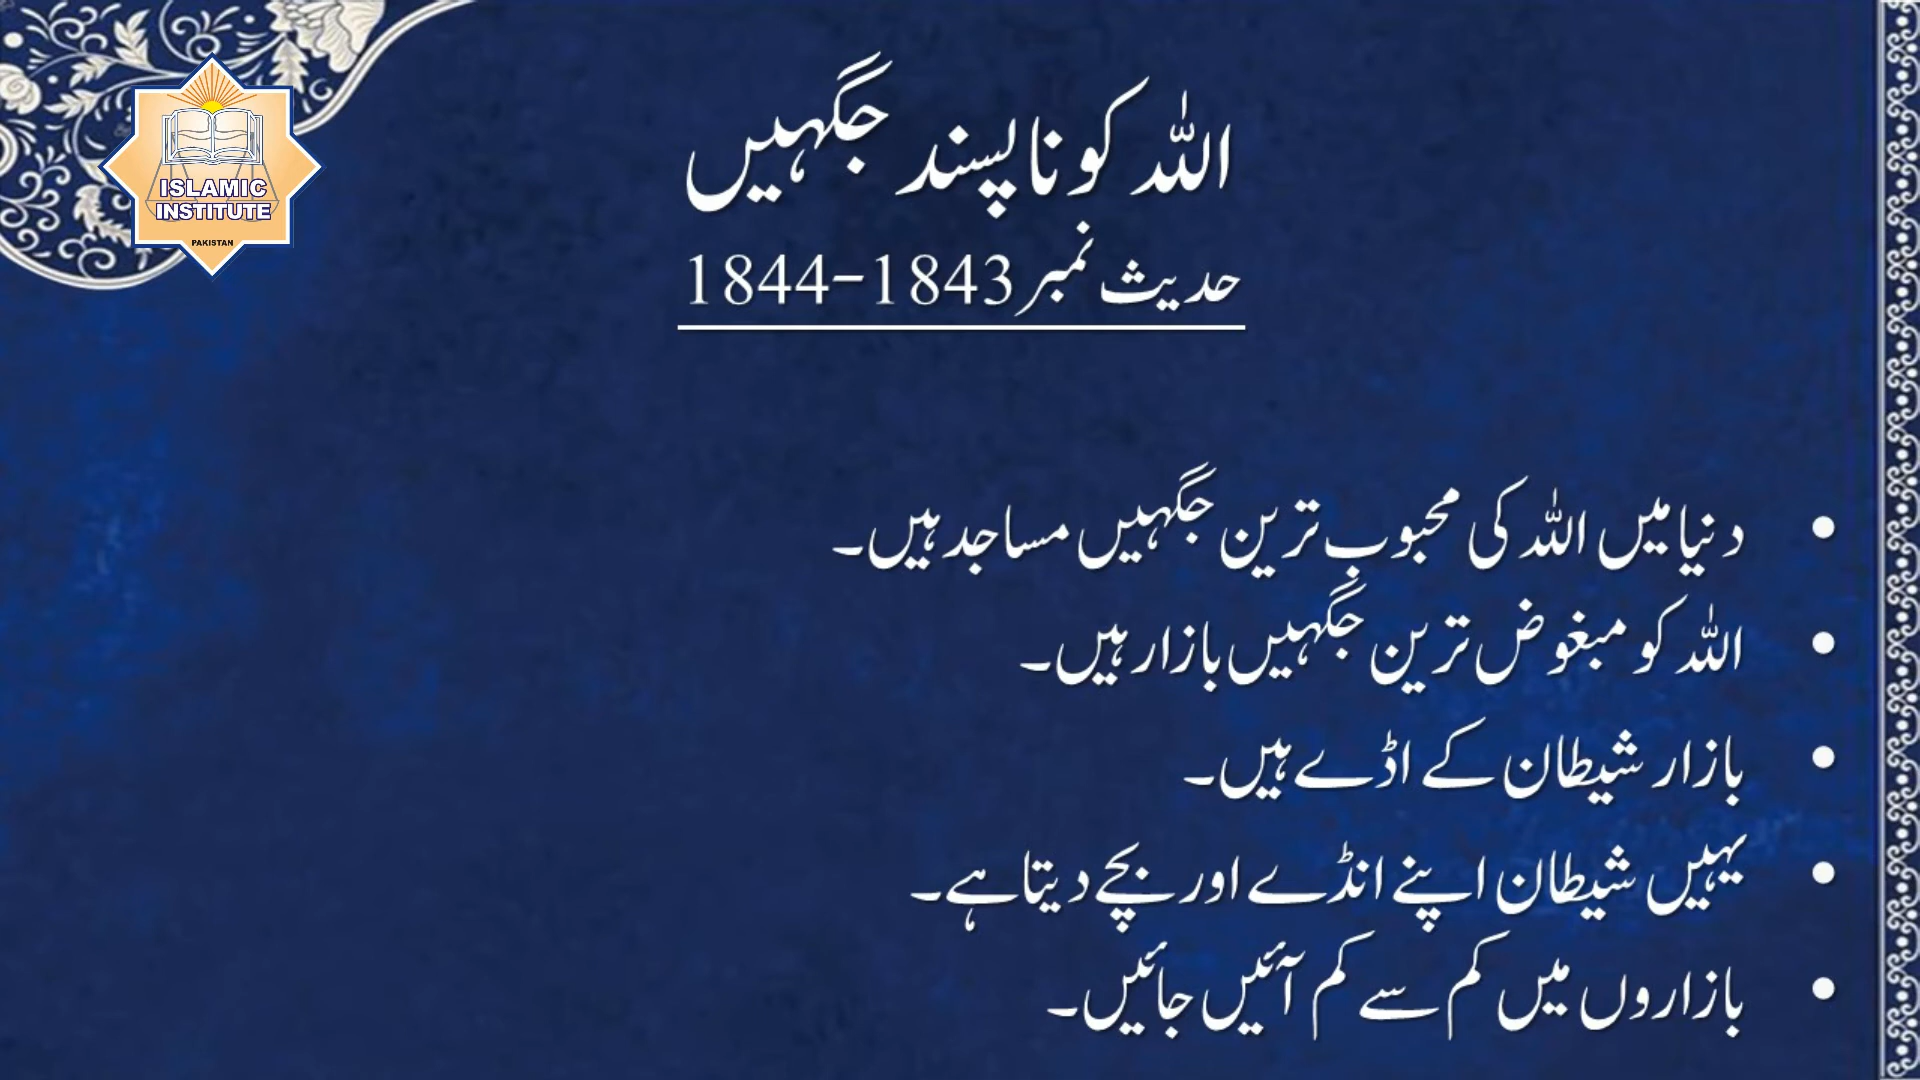 ISLAMIC
INSTITUTE
PAKISTAN
اللہ کو ناپسند جگہیں
حدیث نمبر 1843-1844
• دنیا میں اللہ کی محبوب ترین جگہیں مساجد ہیں۔
• اللہ کو مبغوض ترین جگہیں بازار ہیں۔
• بازار شیطان کے اڈے ہیں۔
• یہیں شیطان اپنے انڈے اور بچے دیتا ہے۔
• بازاروں میں کم سے کم آئیں جائیں۔